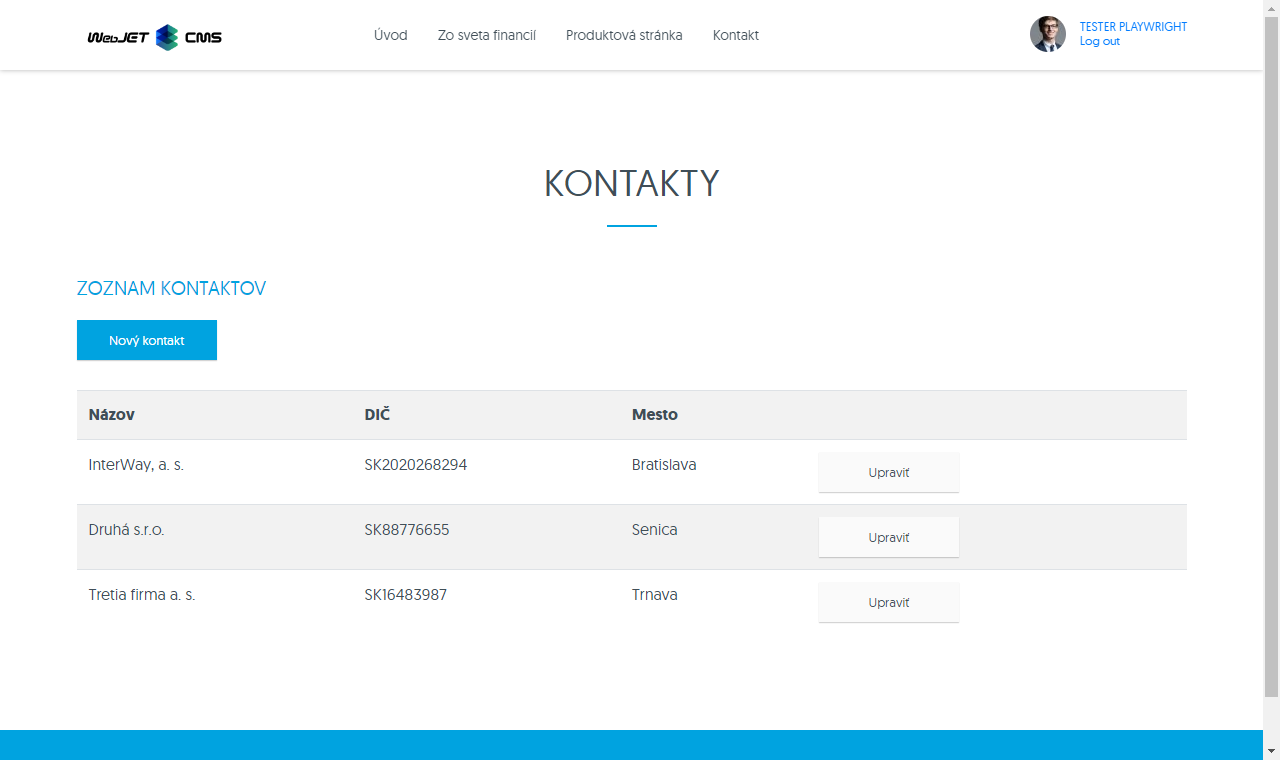 WebJET CMS
Úvod Zo sveta financií Produktová stránka Kontakt
TESTER PLAYWRIGHT
Log out
KONTAKTY
ZOZNAM KONTAKTOV
Nový kontakt
Názov DIČ Mesto
InterWay, a. s. SK2020268294 Bratislava Upraviť
Druhá s.r.o. SK88776655 Senica Upraviť
Tretia firma a. s. SK16483987 Trnava Upraviť